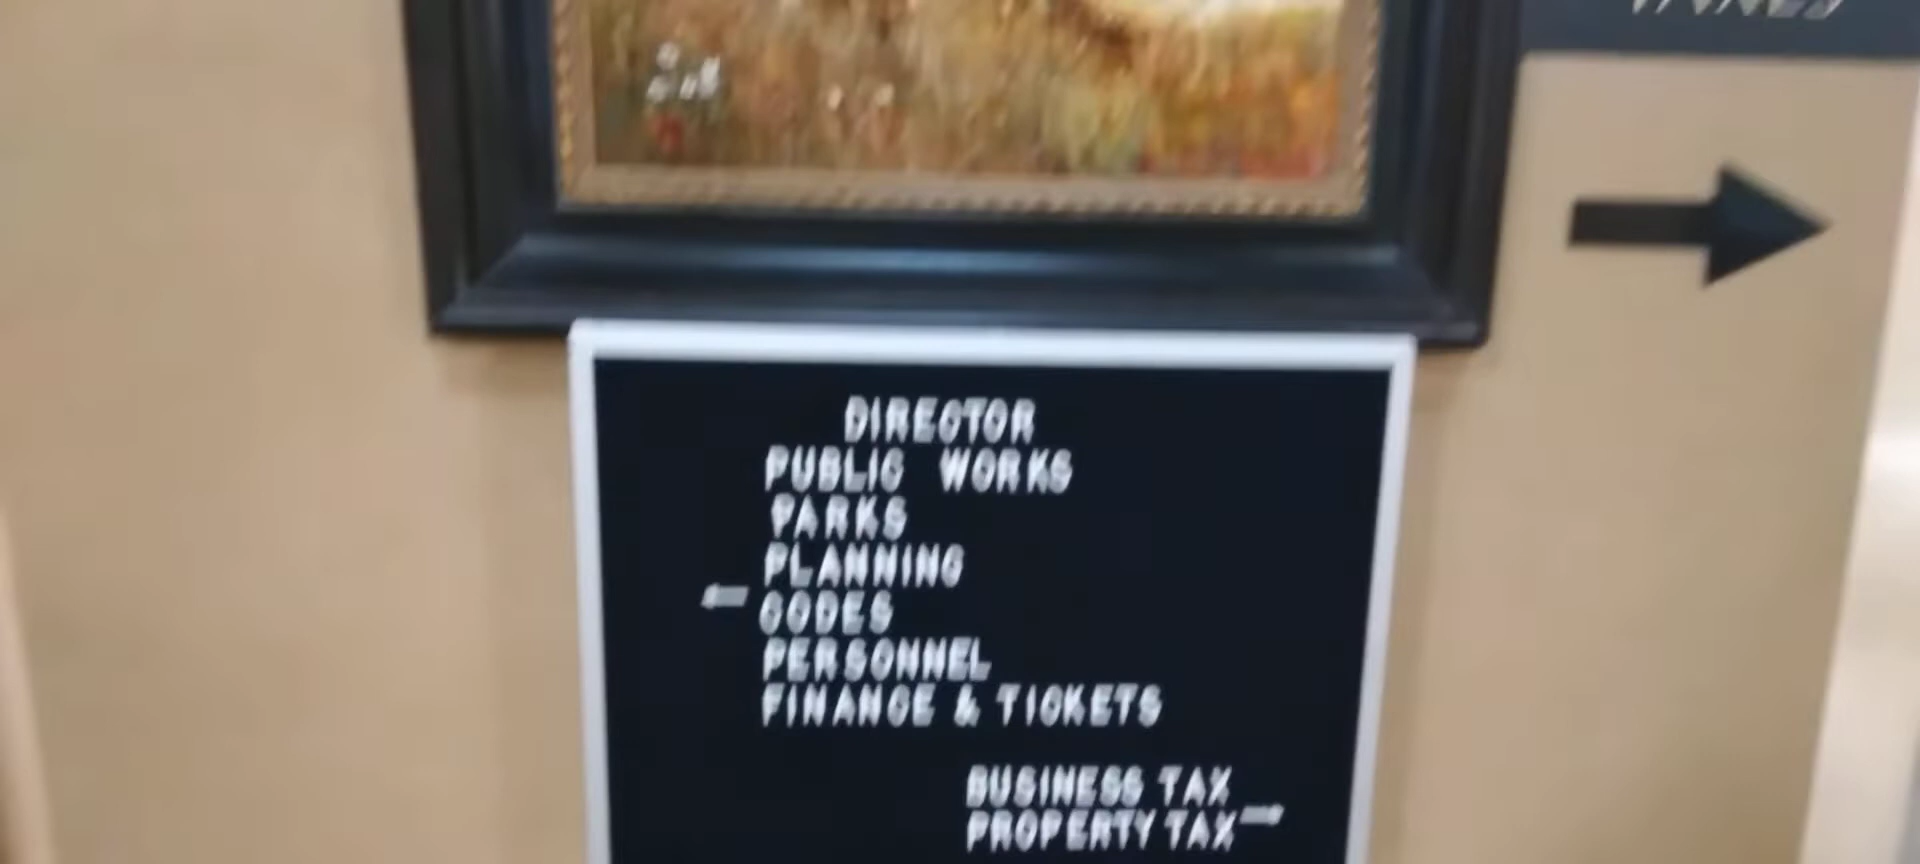 DIRECTOR
PUBLIC WORKS
PARKS
PLANNING
CODES
PERSONNEL
FINANCE & TICKETS
BUSINESS TAX
PROPERTY TAX